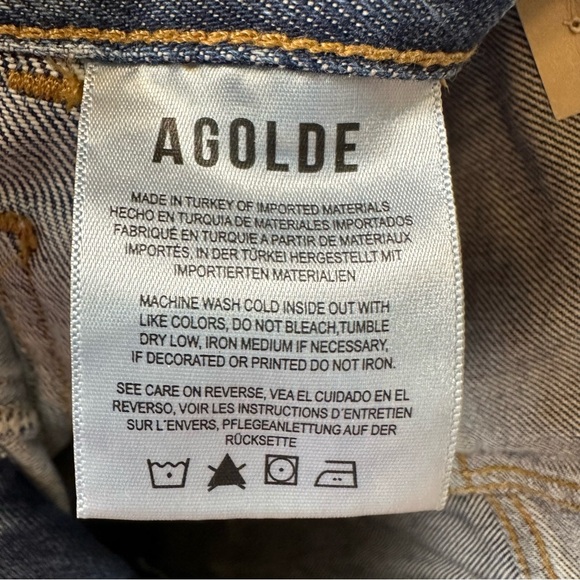 AGOLDE
MADE IN TURKEY OF IMPORTED MATERIALS
HECHO EN TURQUIA DE MATERIALES IMPORTADOS
FABRIQUÉ EN TURQUIE A PARTIR DE MATERIAUX
IMPORTÉS, IN DER TÜRKEI HERGESTELLT MIT
IMPORTIERTEN MATERIALIEN
MACHINE WASH COLD INSIDE OUT WITH
LIKE COLORS, DO NOT BLEACH,TUMBLE
DRY LOW, IRON MEDIUM IF NECESSARY,
IF DECORATED OR PRINTED DO NOT IRON.
SEE CARE ON REVERSE, VEA EL CUIDADO EN EL
REVERSO, VOIR LES INSTRUCTIONS D´ENTRETIEN
SUR L´ENVERS, PFLEGEANLEITUNG AUF DER
RÜCKSETTE